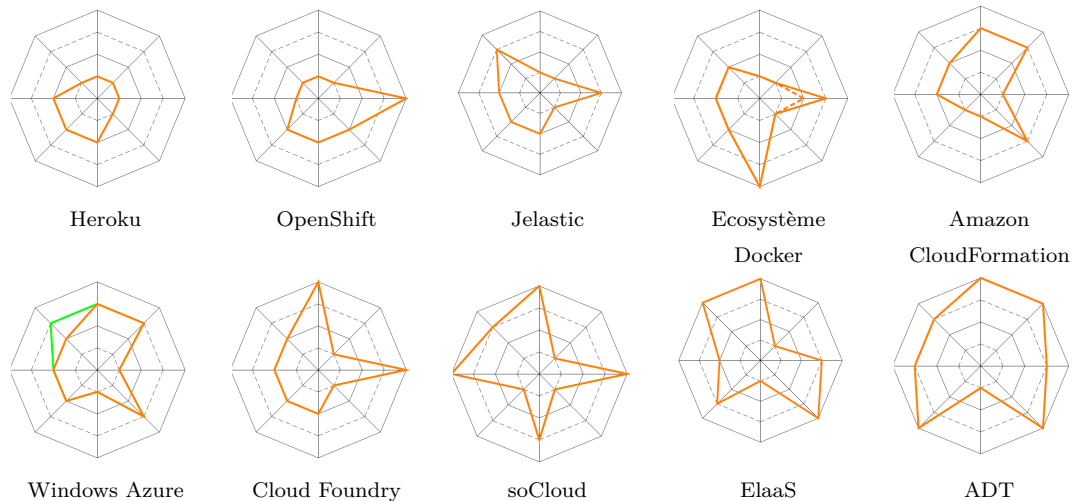 Heroku
OpenShift
Jelastic
Ecosystème
Docker
Amazon
CloudFormation
Windows Azure
Cloud Foundry
soCloud
ElaaS
ADT